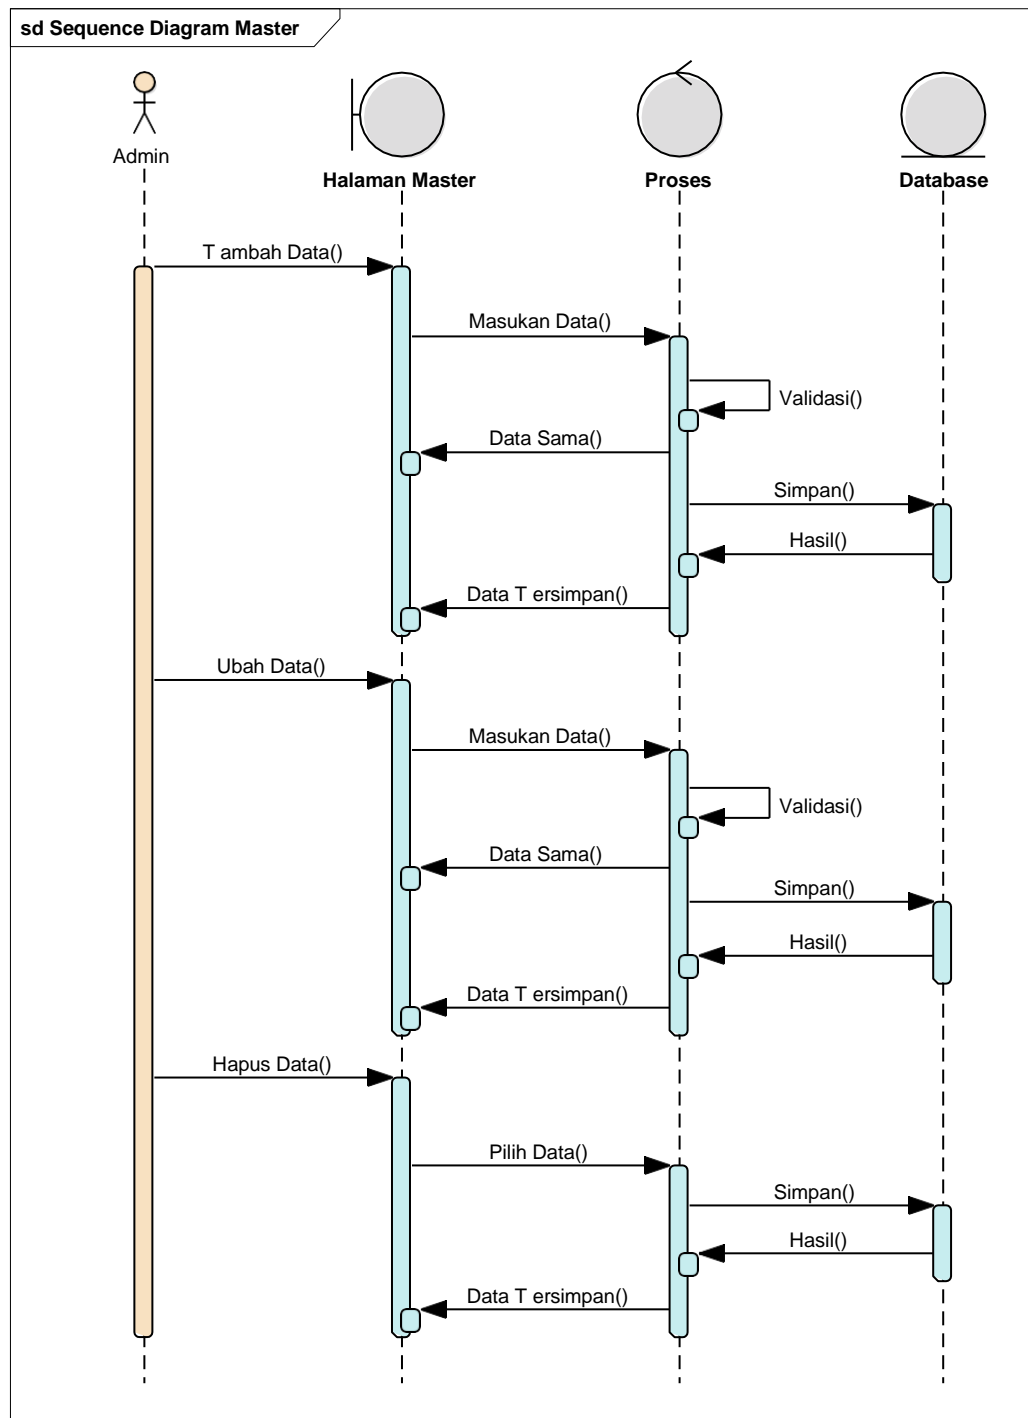 sd Sequence Diagram Master
Admin
Halaman Master
Proses
Database
T ambah Data()
Masukan Data()
Validasi()
Data Sama()
Simpan()
Hasil()
Data T ersimpan()
Ubah Data()
Masukan Data()
Validasi()
Data Sama()
Simpan()
Hasil()
Data T ersimpan()
Hapus Data()
Pilih Data()
Simpan()
Hasil()
Data T ersimpan()